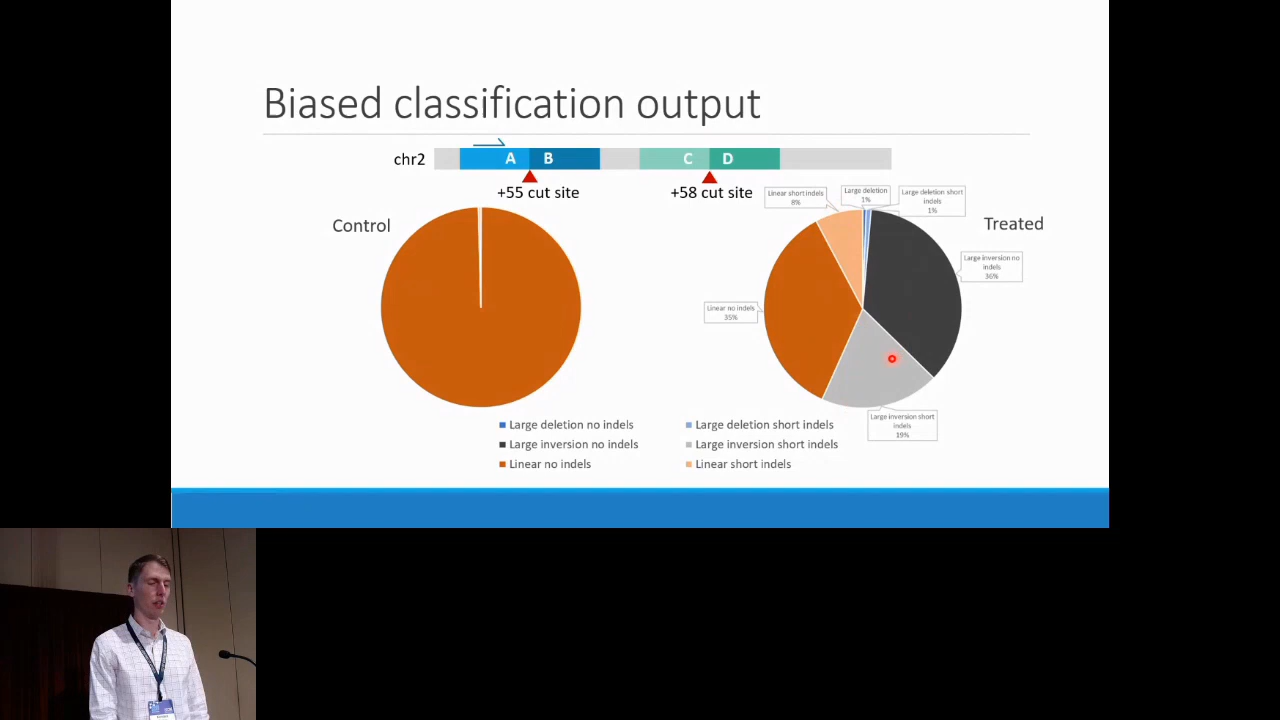 Biased classification output
chr2
A
B
C
D
+55 cut site
+58 cut site
Control
Treated
Linear short indels
8%
Large deletion
1%
Large deletion short
indels
1%
Large inversion no
indels
36%
Linear no indels
35%
Large inversion short
indels
19%
Large deletion no indels
Large deletion short indels
Large inversion no indels
Large inversion short indels
Linear no indels
Linear short indels